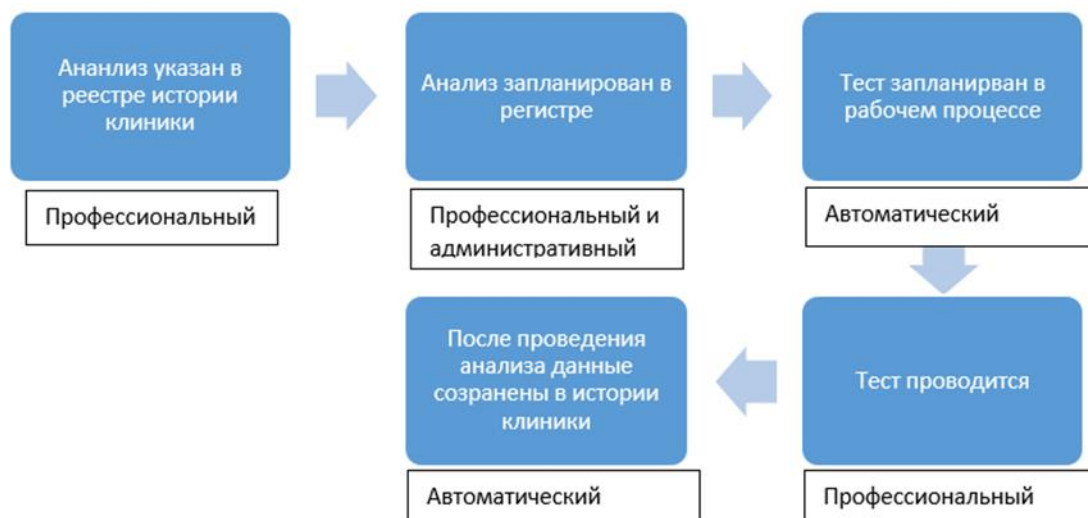 Ананлиз указан в
реестре истории
клиники
Профессиональный
Анализ запланирован в
регистре
Профессиональный и
административный
Тест запланирван в
рабочем процессе
Автоматический
Тест проводится
Профессиональный
После проведения
анализа данные
созранены в истории
клиники
Автоматический